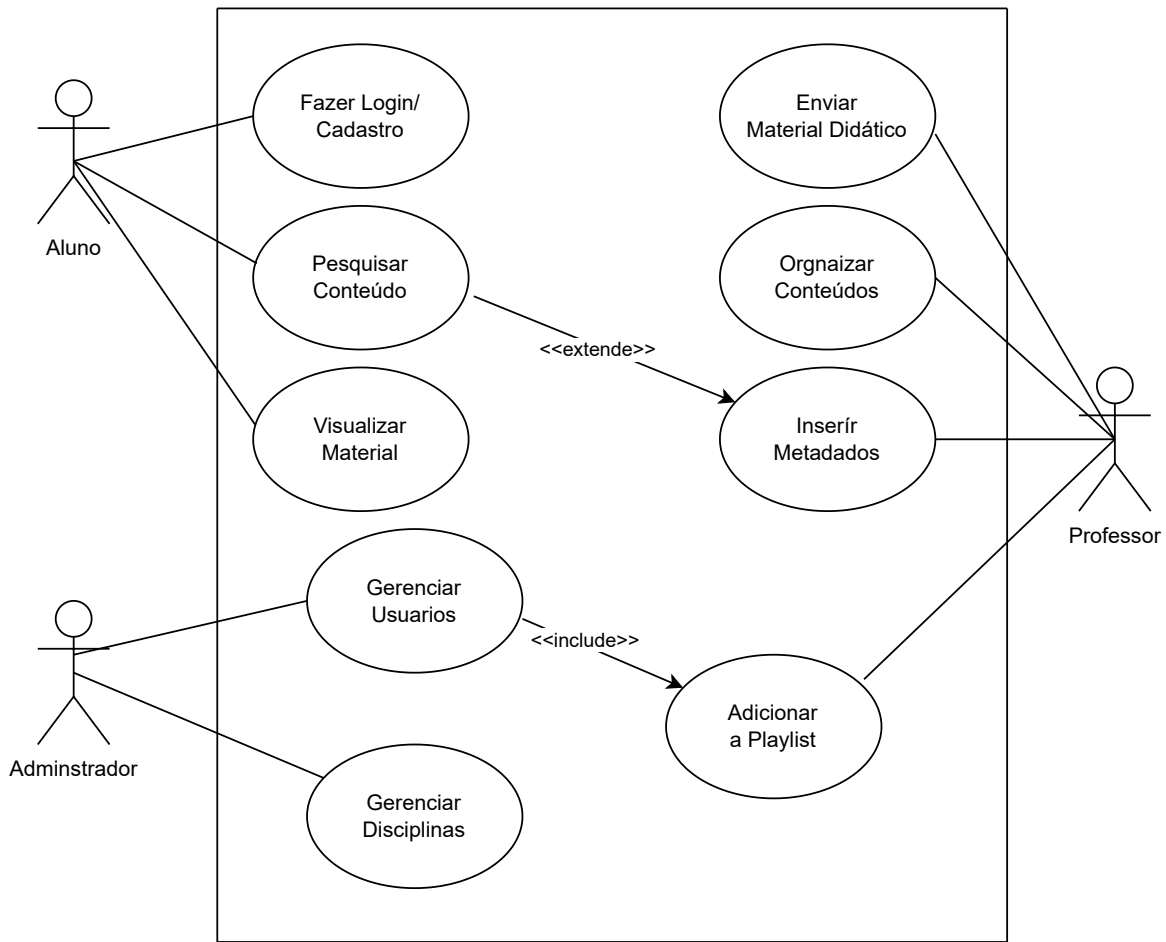 Fazer Login/
Cadastro
Enviar
Material Didático
Aluno
Pesquisar
Conteúdo
Orgnaizar
Conteúdos
<<extende>>
Visualizar
Material
Inserír
Metadados
Professor
Gerenciar
Usuarios
<<include>>
Adicionar
a Playlist
Adminstrador
Gerenciar
Disciplinas